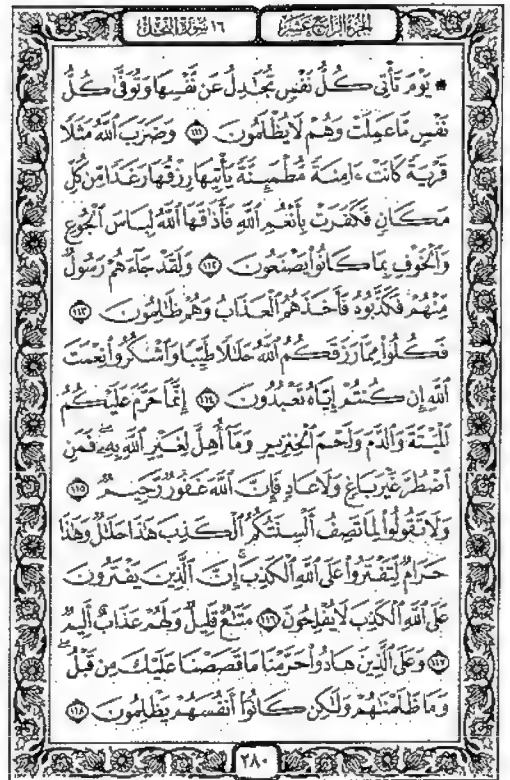 الجزء الرابع عشر ١٦ سورة النحل
* يَوْمَ تَأْتِي كُلُّ نَفْسٍ تُجَٰدِلُ عَن نَّفْسِهَا وَتُوَفَّىٰ كُلُّ
نَفْسٍ مَّا عَمِلَتْ وَهُمْ لَا يُظْلَمُونَ ١١١ وَضَرَبَ ٱللَّهُ مَثَلًا
قَرْيَةً كَانَتْ ءَامِنَةً مُّطْمَئِنَّةً يَأْتِيهَا رِزْقُهَا رَغَدًا مِّن كُلِّ
مَكَانٍ فَكَفَرَتْ بِأَنْعُمِ ٱللَّهِ فَأَذَٰقَهَا ٱللَّهُ لِبَاسَ ٱلْجُوعِ
وَٱلْخَوْفِ بِمَا كَانُوا۟ يَصْنَعُونَ ١١٢ وَلَقَدْ جَآءَهُمْ رَسُولٌ
مِّنْهُمْ فَكَذَّبُوهُ فَأَخَذَهُمُ ٱلْعَذَابُ وَهُمْ ظَٰلِمُونَ ١١٣
فَكُلُوا۟ مِمَّا رَزَقَكُمُ ٱللَّهُ حَلَٰلًا طَيِّبًا وَٱشْكُرُوا۟ نِعْمَتَ
ٱللَّهِ إِن كُنتُمْ إِيَّاهُ تَعْبُدُونَ ١١٤ إِنَّمَا حَرَّمَ عَلَيْكُمُ
ٱلْمَيْتَةَ وَٱلدَّمَ وَلَحْمَ ٱلْخِنزِيرِ وَمَآ أُهِلَّ لِغَيْرِ ٱللَّهِ بِهِۦ ۖ فَمَنِ
ٱضْطُرَّ غَيْرَ بَاغٍ وَلَا عَادٍ فَإِنَّ ٱللَّهَ غَفُورٌ رَّحِيمٌ ١١٥
وَلَا تَقُولُوا۟ لِمَا تَصِفُ أَلْسِنَتُكُمُ ٱلْكَذِبَ هَٰذَا حَلَٰلٌ وَهَٰذَا
حَرَامٌ لِّتَفْتَرُوا۟ عَلَى ٱللَّهِ ٱلْكَذِبَ ۚ إِنَّ ٱلَّذِينَ يَفْتَرُونَ
عَلَى ٱللَّهِ ٱلْكَذِبَ لَا يُفْلِحُونَ ١١٦ مَتَٰعٌ قَلِيلٌ وَلَهُمْ عَذَابٌ أَلِيمٌ
١١٧ وَعَلَى ٱلَّذِينَ هَادُوا۟ حَرَّمْنَا مَا قَصَصْنَا عَلَيْكَ مِن قَبْلُ ۖ
وَمَا ظَلَمْنَٰهُمْ وَلَٰكِن كَانُوٓا۟ أَنفُسَهُمْ يَظْلِمُونَ ١١٨
٢٨٠